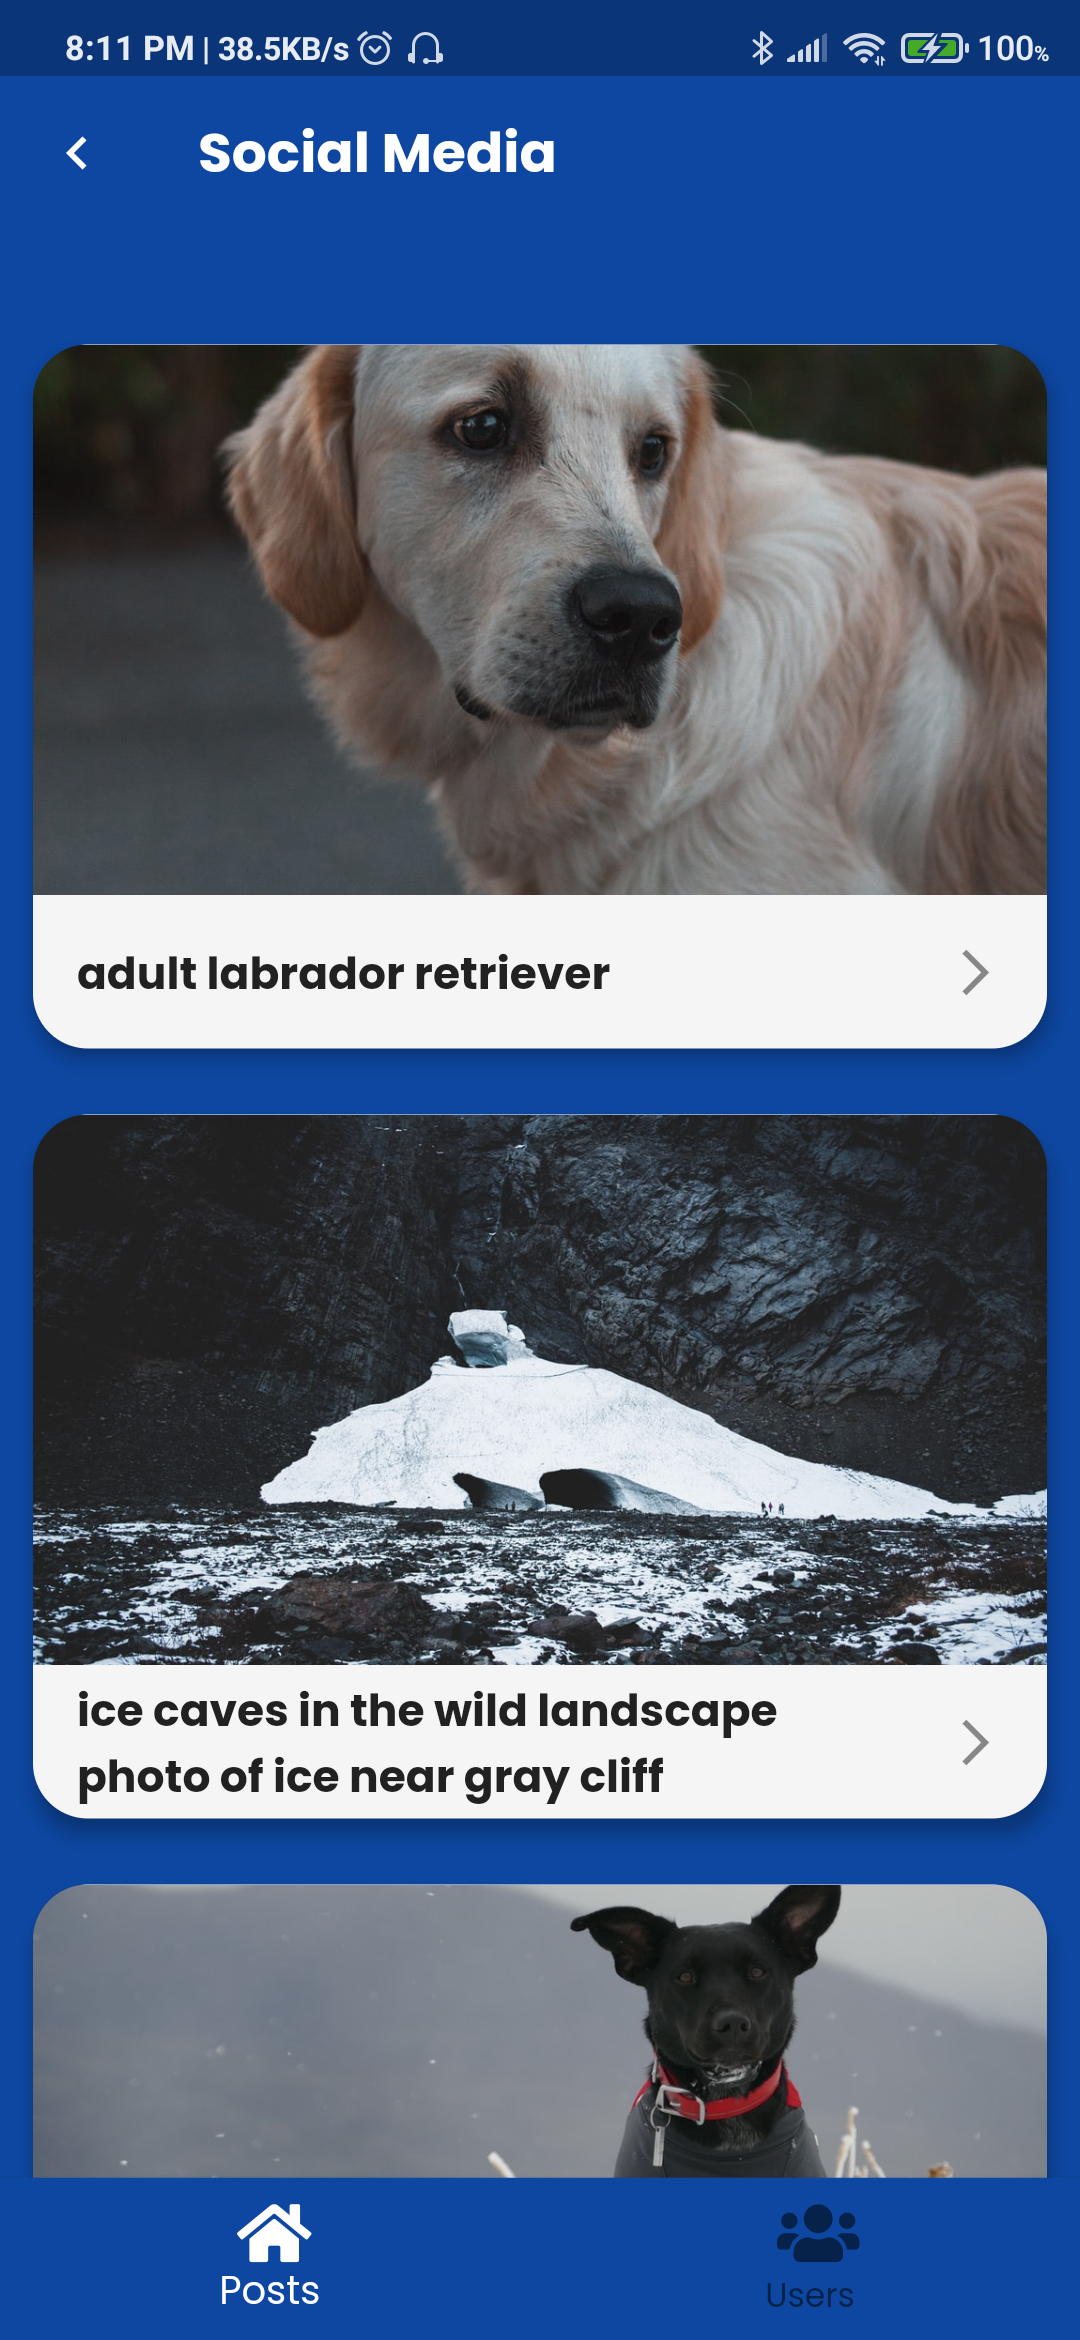 8:11 PM | 38.5KB/s 100%
Social Media
adult labrador retriever
ice caves in the wild landscape
photo of ice near gray cliff
Posts
Users